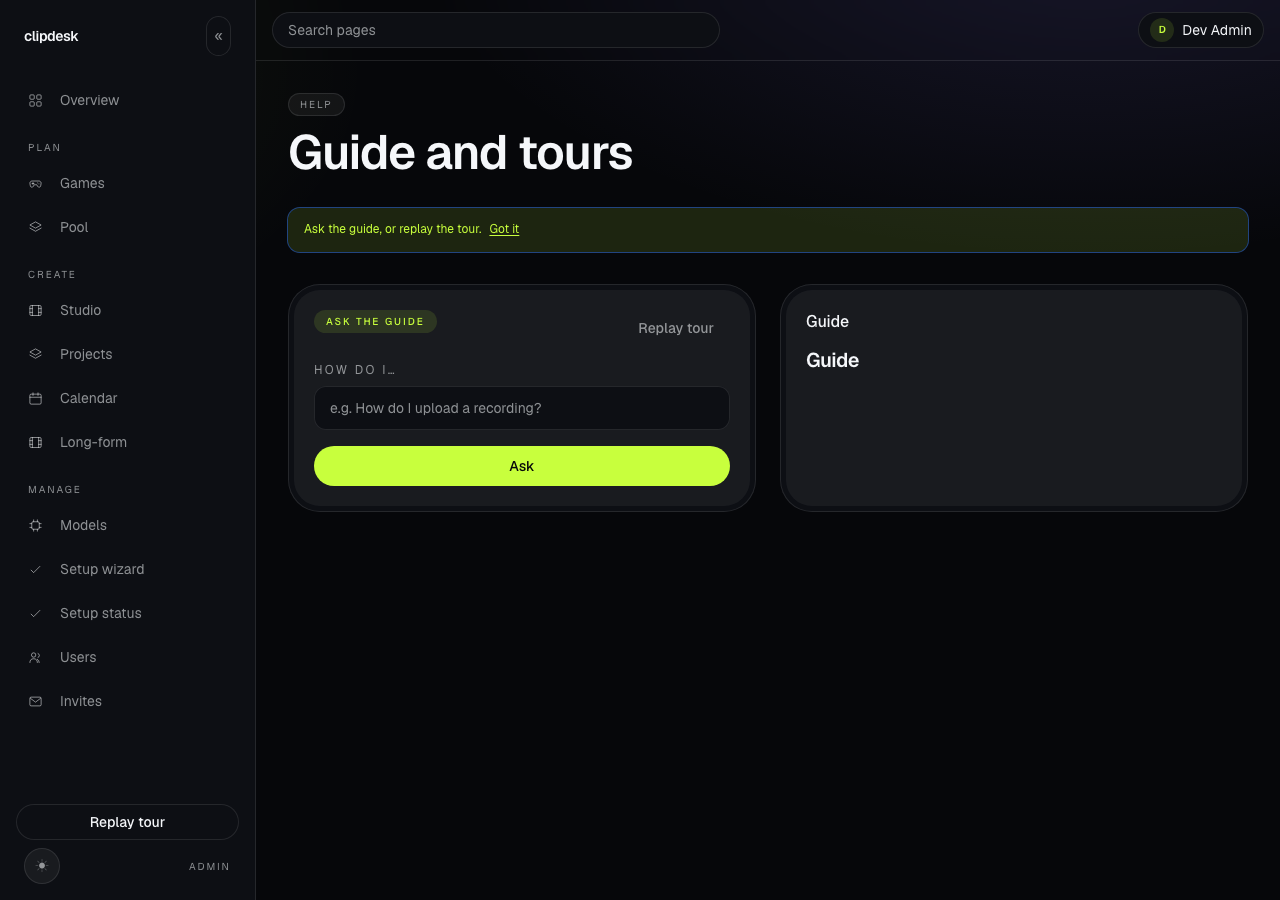 clipdesk
«
Search pages
D
Dev Admin
Overview
PLAN
Games
Pool
CREATE
Studio
Projects
Calendar
Long-form
MANAGE
Models
Setup wizard
Setup status
Users
Invites
Replay tour
ADMIN
HELP
Guide and tours
Ask the guide, or replay the tour. Got it
ASK THE GUIDE
Replay tour
HOW DO I…
e.g. How do I upload a recording?
Ask
Guide
Guide